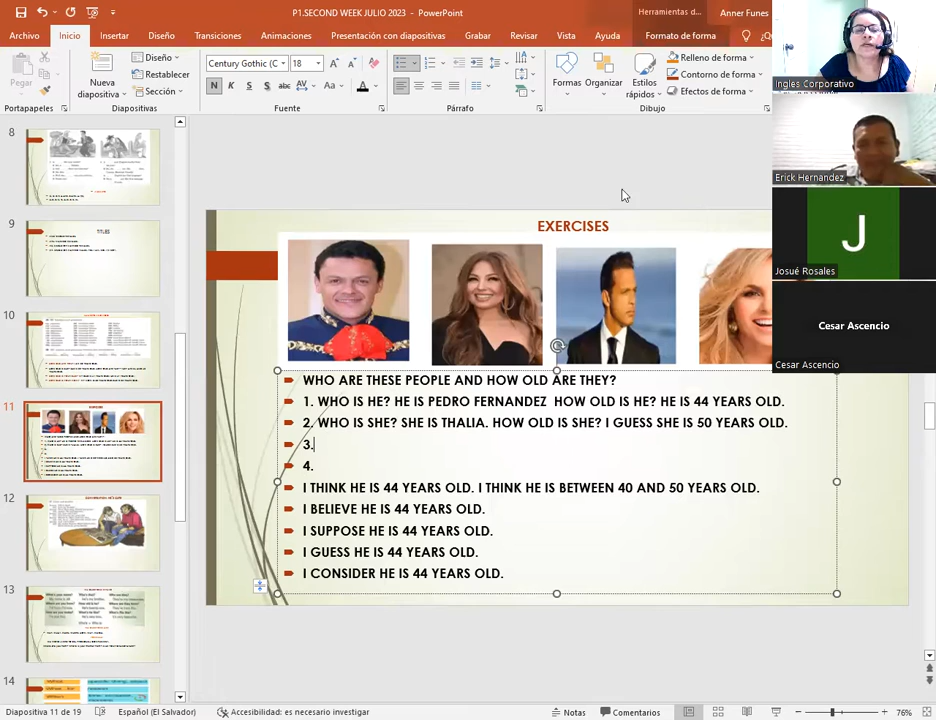 P1.SECOND WEEK JULIO 2023 - PowerPoint
Herramientas d...
Anner Funes
Archivo Inicio Insertar Diseño Transiciones Animaciones Presentación con diapositivas Grabar Revisar Vista Ayuda Formato de forma ¿Q
Pegar
Nueva diapositiva
Diseño
Restablecer
Sección
Century Gothic (C 18
N K S S Aa A
Formas
Organizar
Estilos rápidos
Relleno de forma
Contorno de forma
Efectos de forma
Portapapeles
Diapositivas
Fuente
Párrafo
Dibujo
Ingles Corporativo
Erick Hernandez
J
Josué Rosales
Cesar Ascencio
Cesar Ascencio
8
9
10
11
12
13
14
EXERCISES
WHO ARE THESE PEOPLE AND HOW OLD ARE THEY?
1. WHO IS HE? HE IS PEDRO FERNANDEZ HOW OLD IS HE? HE IS 44 YEARS OLD.
2. WHO IS SHE? SHE IS THALIA. HOW OLD IS SHE? I GUESS SHE IS 50 YEARS OLD.
3.
4.
I THINK HE IS 44 YEARS OLD. I THINK HE IS BETWEEN 40 AND 50 YEARS OLD.
I BELIEVE HE IS 44 YEARS OLD.
I SUPPOSE HE IS 44 YEARS OLD.
I GUESS HE IS 44 YEARS OLD.
I CONSIDER HE IS 44 YEARS OLD.
Diapositiva 11 de 19
Español (El Salvador)
Accesibilidad: es necesario investigar
Notas
Comentarios
76%